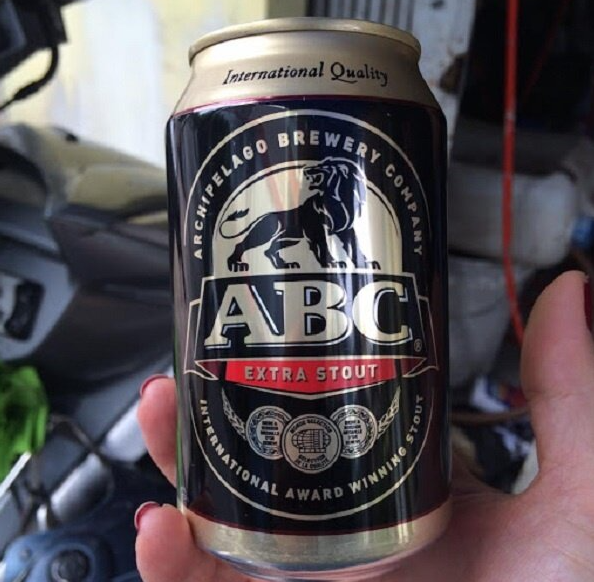 International Quality
ARCHIPELAGO BREWERY COMPANY
ABC
®
EXTRA STOUT
INTERNATIONAL AWARD WINNING STOUT